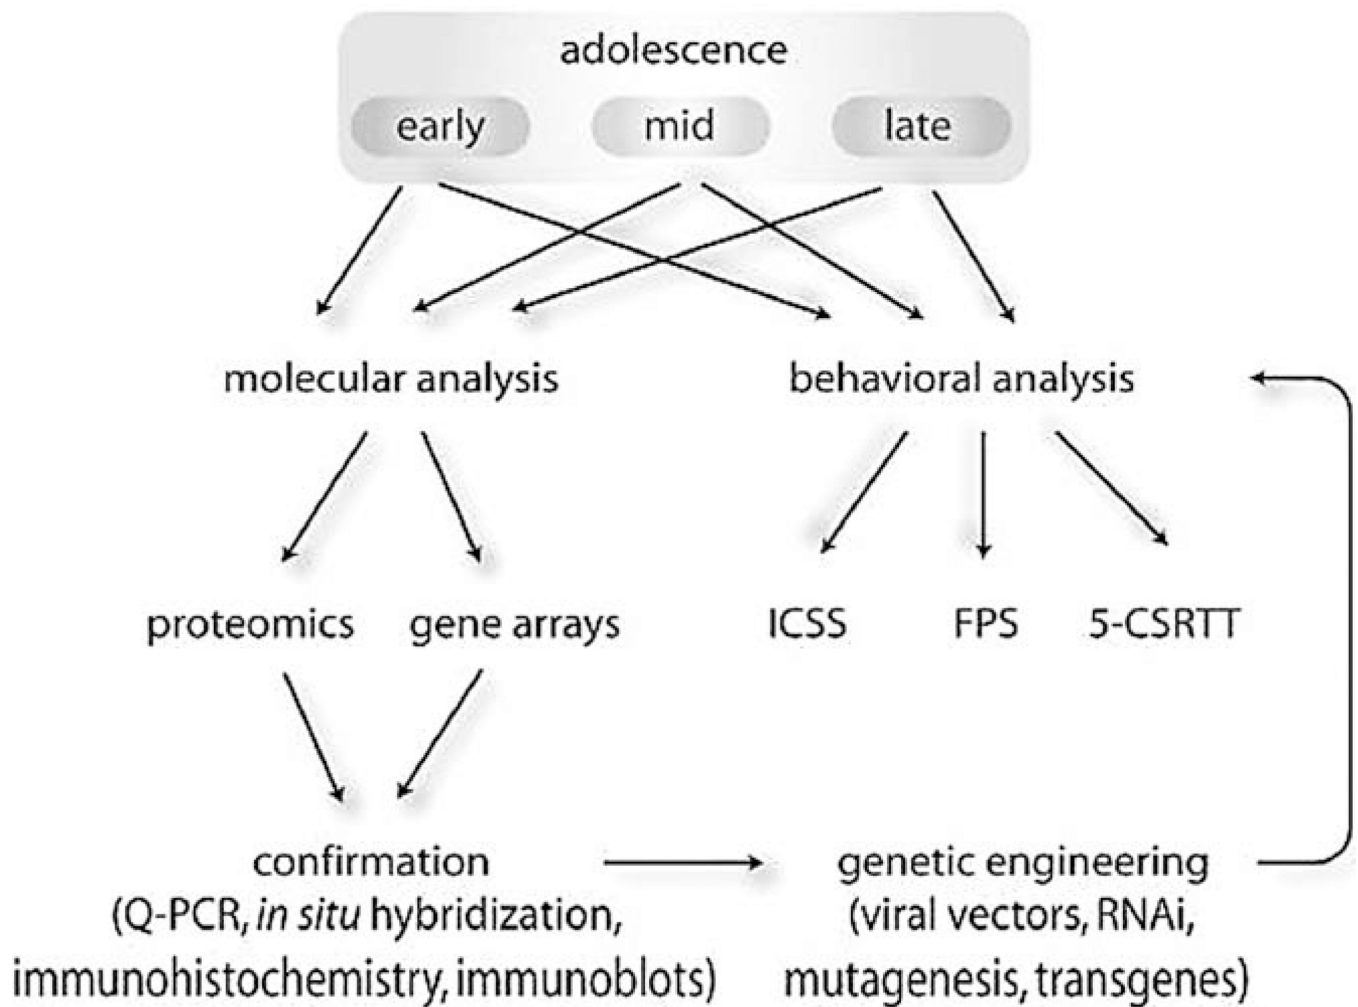 adolescence
early mid late
molecular analysis behavioral analysis
proteomics gene arrays ICSS FPS 5-CSRTT
confirmation genetic engineering
(Q-PCR, in situ hybridization, (viral vectors, RNAi,
immunohistochemistry, immunoblots) mutagenesis, transgenes)